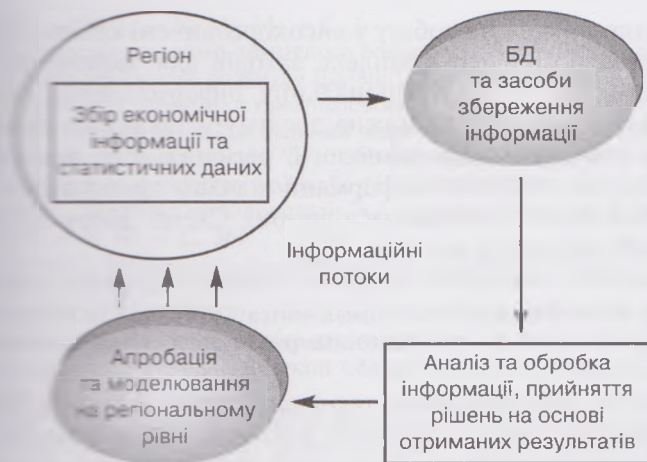 Регіон
Збір економічної
інформації та
статистичних даних
БД
та засоби
збереження
інформації
Інформаційні
потоки
Апробація
та моделювання
на регіональному
рівні
Аналіз та обробка
інформації, прийняття
рішень на основі
отриманих результатів